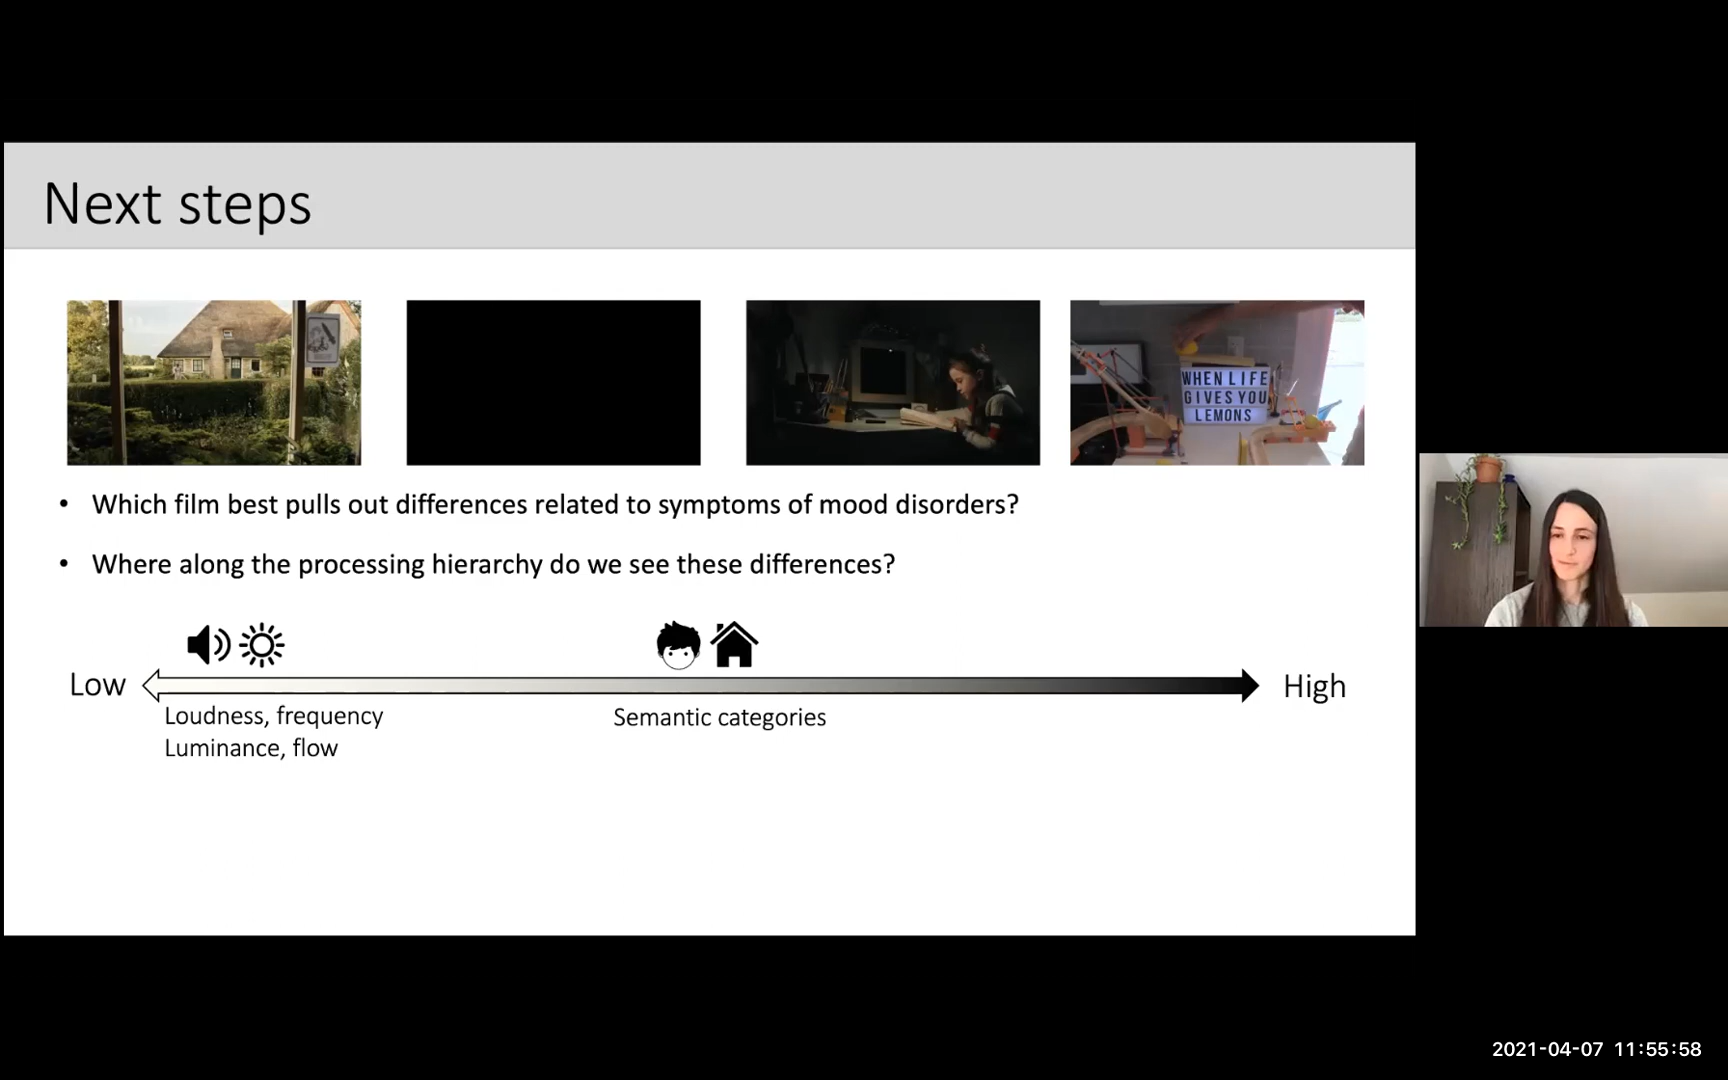 Next steps
WHEN LIFE
GIVES YOU
LEMONS
• Which film best pulls out differences related to symptoms of mood disorders?
• Where along the processing hierarchy do we see these differences?
Low
High
Loudness, frequency
Luminance, flow
Semantic categories
2021-04-07 11:55:58